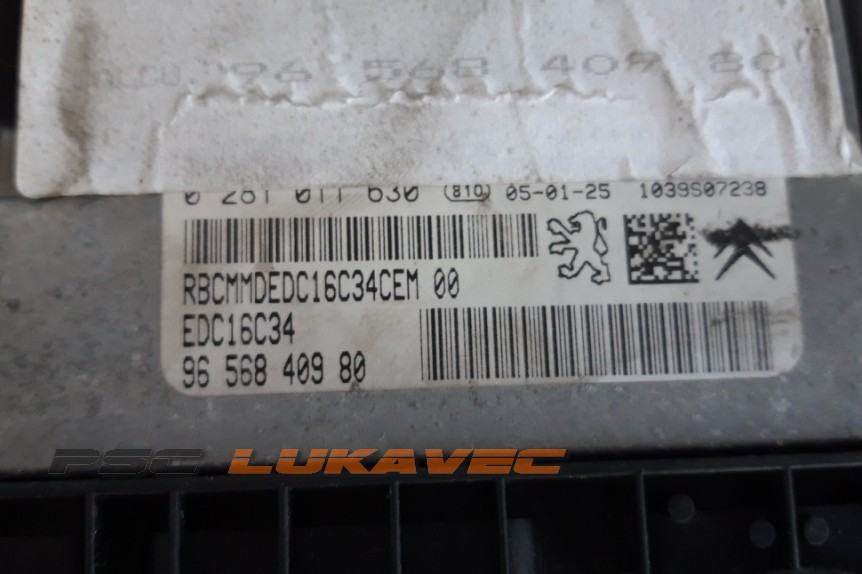 96 568 409 80
0 281 011 630 (810) 05-01-25 1039S07238
RBCMMDEDC16C34CEM 00
EDC16C34
96 568 409 80
PSC LUKAVEC